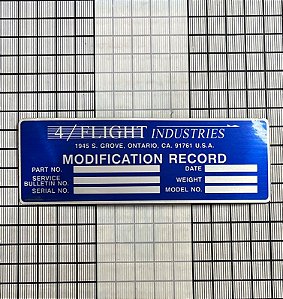 4/FLIGHT INDUSTRIES
1945 S. GROVE, ONTARIO, CA. 91761 U.S.A.
MODIFICATION RECORD
PART NO. DATE
SERVICE
BULLETIN NO. WEIGHT
SERIAL NO. MODEL NO.